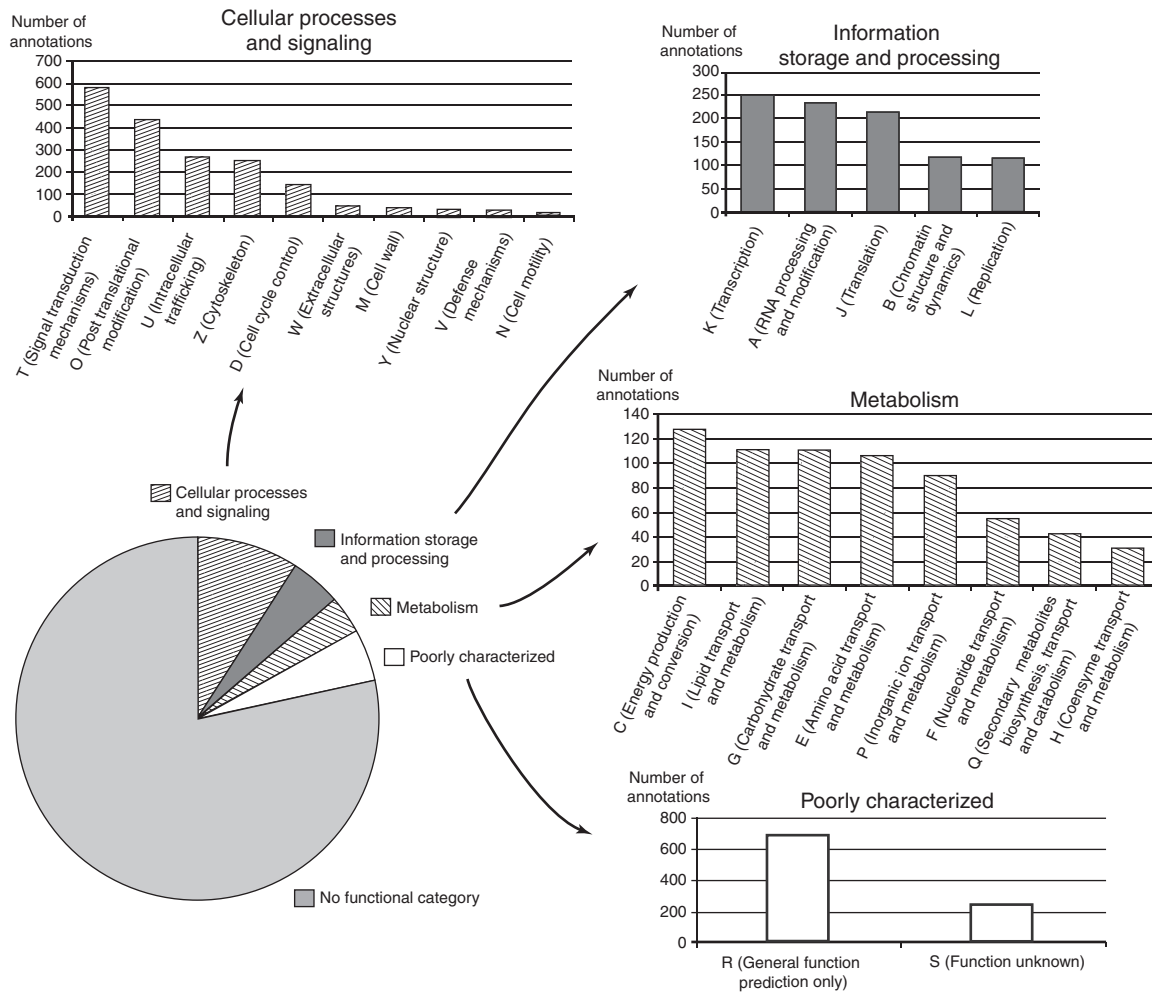 Cellular processes
and signaling
Number of
annotations
700
600
500
400
300
200
100
0
T (Signal transduction
mechanisms)
O (Post translational
modification)
U (Intracellular
trafficking)
Z (Cytoskeleton)
D (Cell cycle control)
W (Extracellular
structures)
M (Cell wall)
Y (Nuclear structure)
V (Defense
mechanisms)
N (Cell motility)
Information
storage and processing
Number of
annotations
300
250
200
150
100
50
0
K (Transcription)
A (RNA processing
and modification)
J (Translation)
B (Chromatin
structure and
dynamics)
L (Replication)
Metabolism
Number of
annotations
140
120
100
80
60
40
20
0
C (Energy production
and conversion)
I (Lipid transport
and metabolism)
G (Carbohydrate transport
and metabolism)
E (Amino acid transport
and metabolism)
P (Inorganic ion transport
and metabolism)
F (Nucleotide transport
and metabolism)
Q (Secondary metabolites
biosynthesis, transport
and catabolism)
H (Coensyme transport
and metabolism)
Cellular processes
and signaling
Information storage
and processing
Metabolism
Poorly characterized
No functional category
Poorly characterized
Number of
annotations
800
600
400
200
0
R (General function
prediction only)
S (Function unknown)